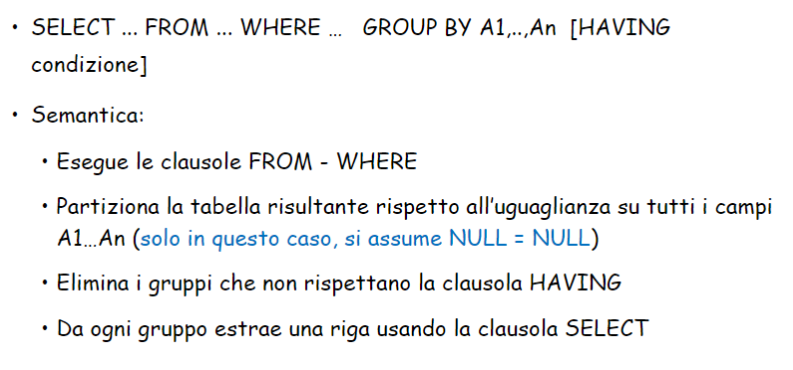 • SELECT ... FROM ... WHERE ... GROUP BY A1,..,An [HAVING
condizione]
• Semantica:
• Esegue le clausole FROM - WHERE
• Partiziona la tabella risultante rispetto all'uguaglianza su tutti i campi
A1...An (solo in questo caso, si assume NULL = NULL)
• Elimina i gruppi che non rispettano la clausola HAVING
• Da ogni gruppo estrae una riga usando la clausola SELECT